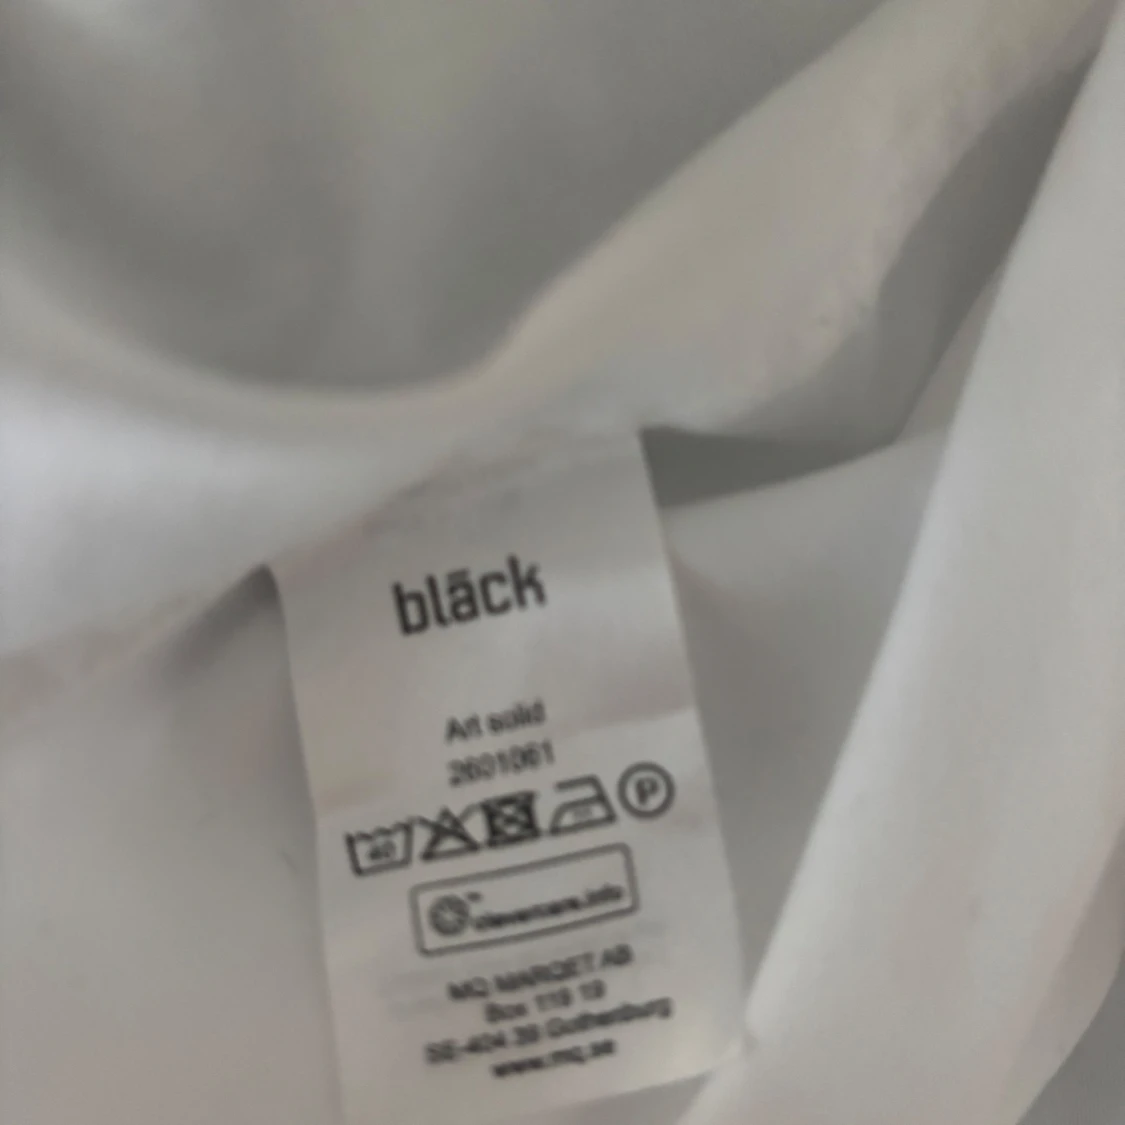 bläck
Art solid
2601061
40 P
clevercare.info
MQ MARQET AB
Box 119 19
SE-404 39 Gothenburg
www.mq.se